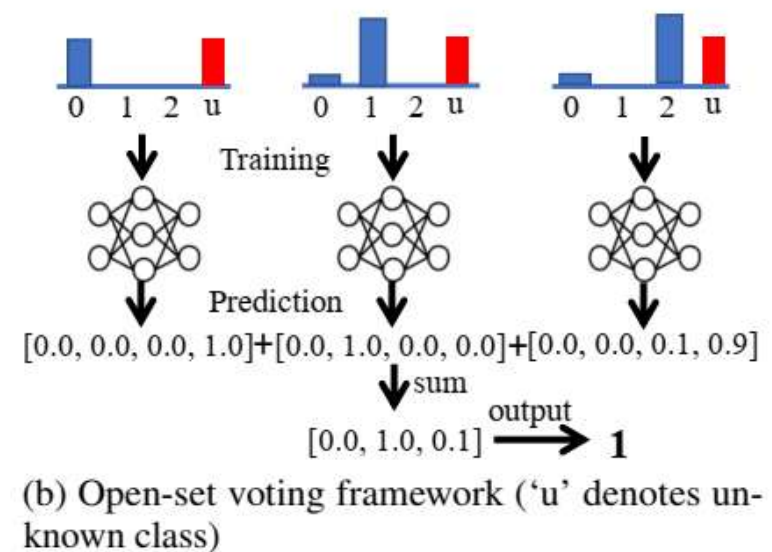 0 1 2 u 0 1 2 u 0 1 2 u
Training
Prediction
[0.0, 0.0, 0.0, 1.0]+[0.0, 1.0, 0.0, 0.0]+[0.0, 0.0, 0.1, 0.9]
sum
output
[0.0, 1.0, 0.1] 1
(b) Open-set voting framework (‘u’ denotes un-
known class)